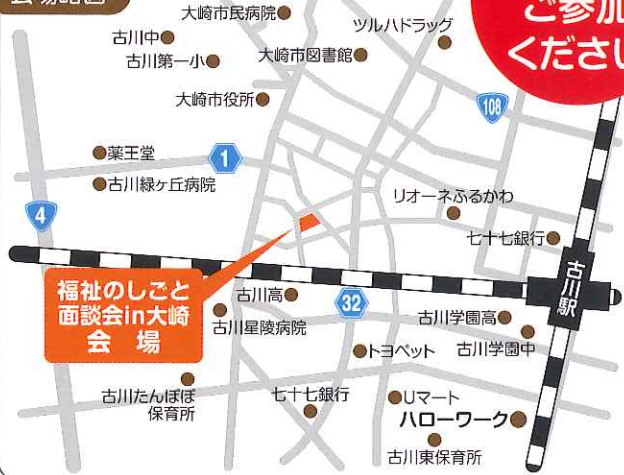 会場略図
ご参加
ください
大崎市民病院
ツルハドラッグ
古川中
古川第一小
大崎市図書館
大崎市役所
108
薬王堂
1
古川緑ヶ丘病院
リオーネふるかわ
4
七十七銀行
古川駅
福祉のしごと
面談会in大崎
会 場
古川高
32
古川星陵病院
古川学園高
トヨペット
古川学園中
古川たんぽぽ
保育所
七十七銀行
Uマート
ハローワーク
古川東保育所